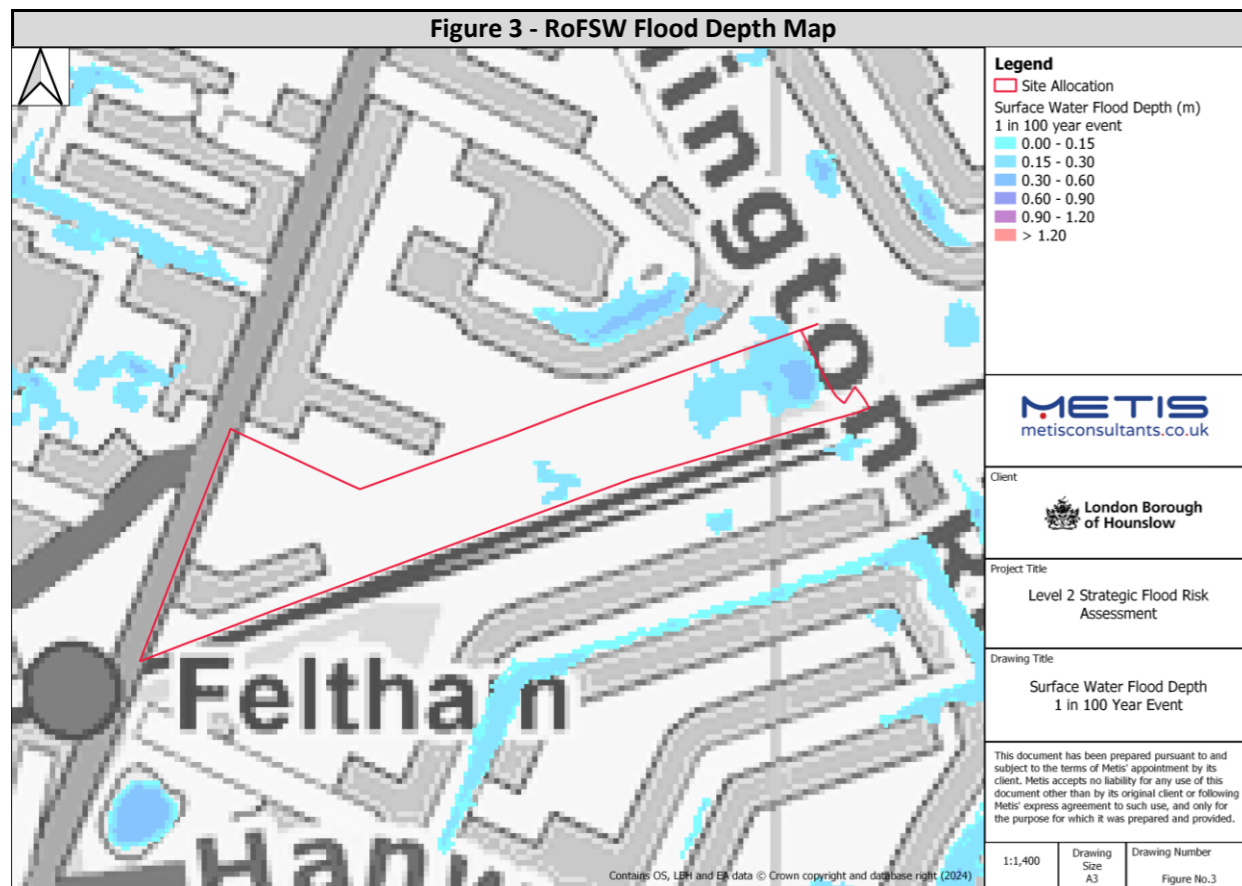 Figure 3 - RoFSW Flood Depth Map
Legend
Site Allocation
Surface Water Flood Depth (m)
1 in 100 year event
0.00 - 0.15
0.15 - 0.30
0.30 - 0.60
0.60 - 0.90
0.90 - 1.20
> 1.20
METIS
metisconsultants.co.uk
Client
London Borough
of Hounslow
Project Title
Level 2 Strategic Flood Risk
Assessment
Drawing Title
Surface Water Flood Depth
1 in 100 Year Event
This document has been prepared pursuant to and
subject to the terms of Metis' appointment by its
client. Metis accepts no liability for any use of this
document other than by its original client or following
Metis' express agreement to such use, and only for
the purpose for which it was prepared and provided.
1:1,400
Drawing
Size
A3
Drawing Number
Figure No.3
ington
Feltham
Contains OS, LBH and EA data © Crown copyright and database right (2024)